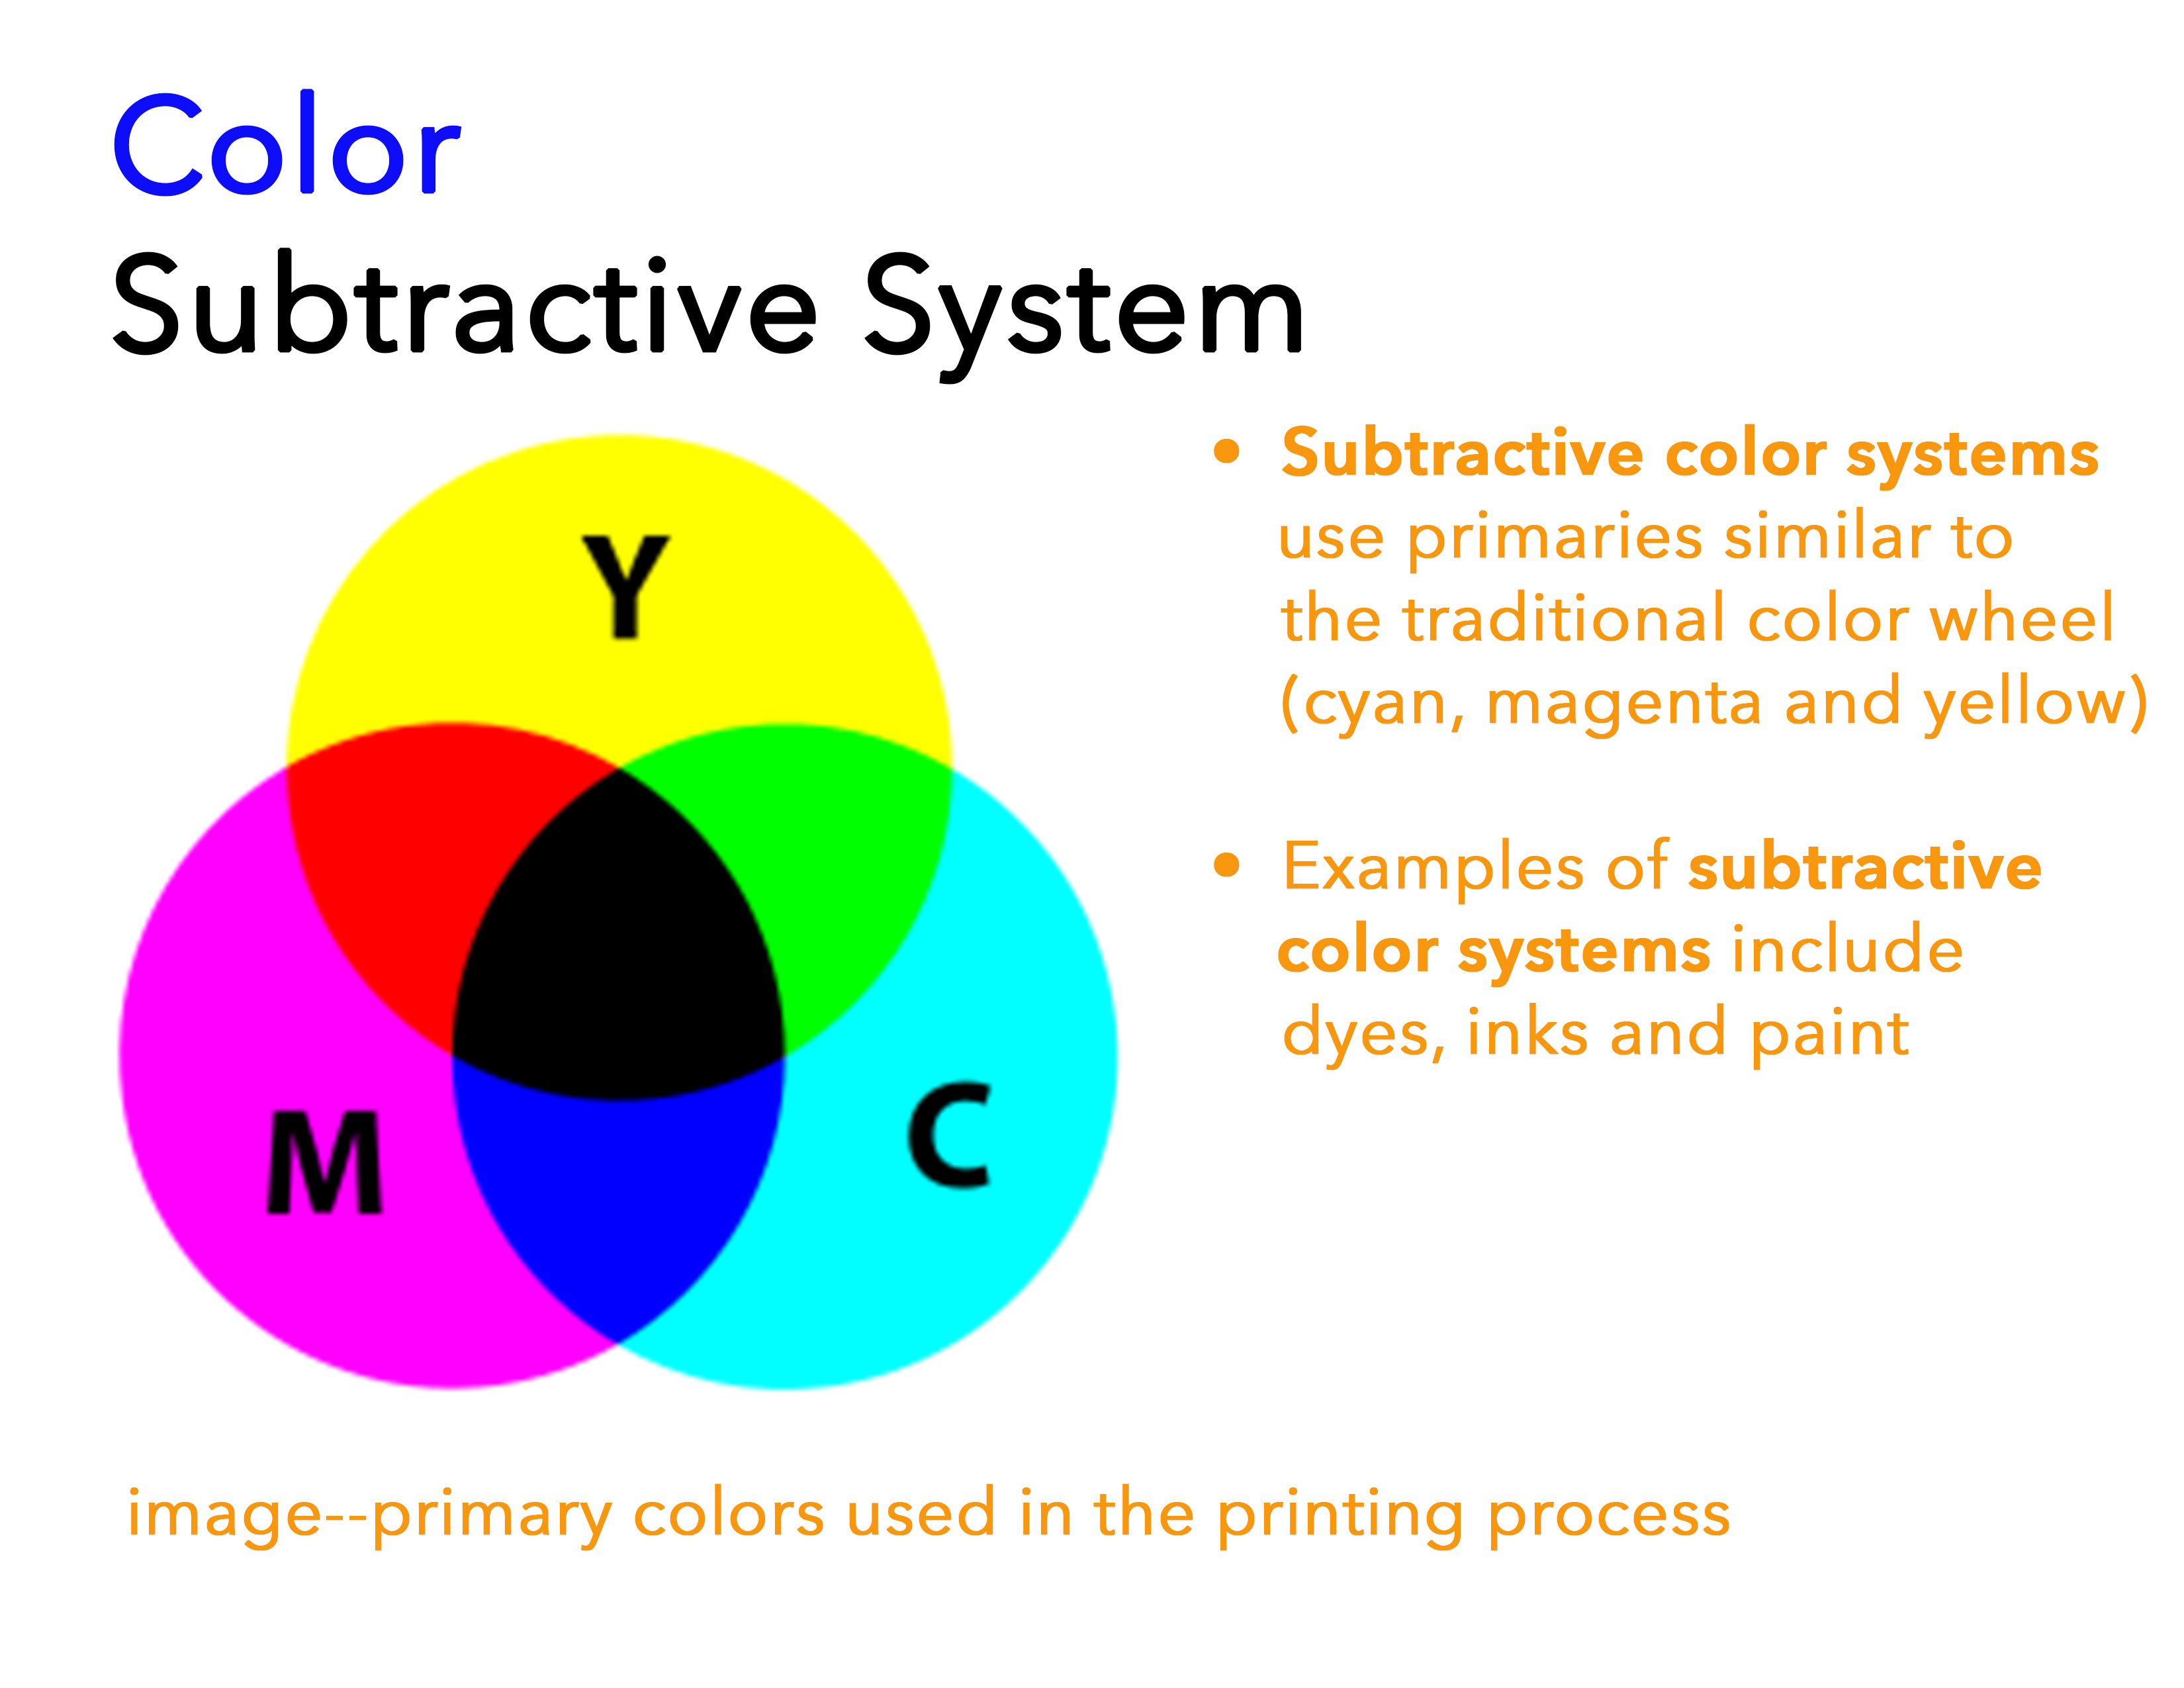 Color
Subtractive System
Y
M
C
• Subtractive color systems
use primaries similar to
the traditional color wheel
(cyan, magenta and yellow)
• Examples of subtractive
color systems include
dyes, inks and paint
image--primary colors used in the printing process